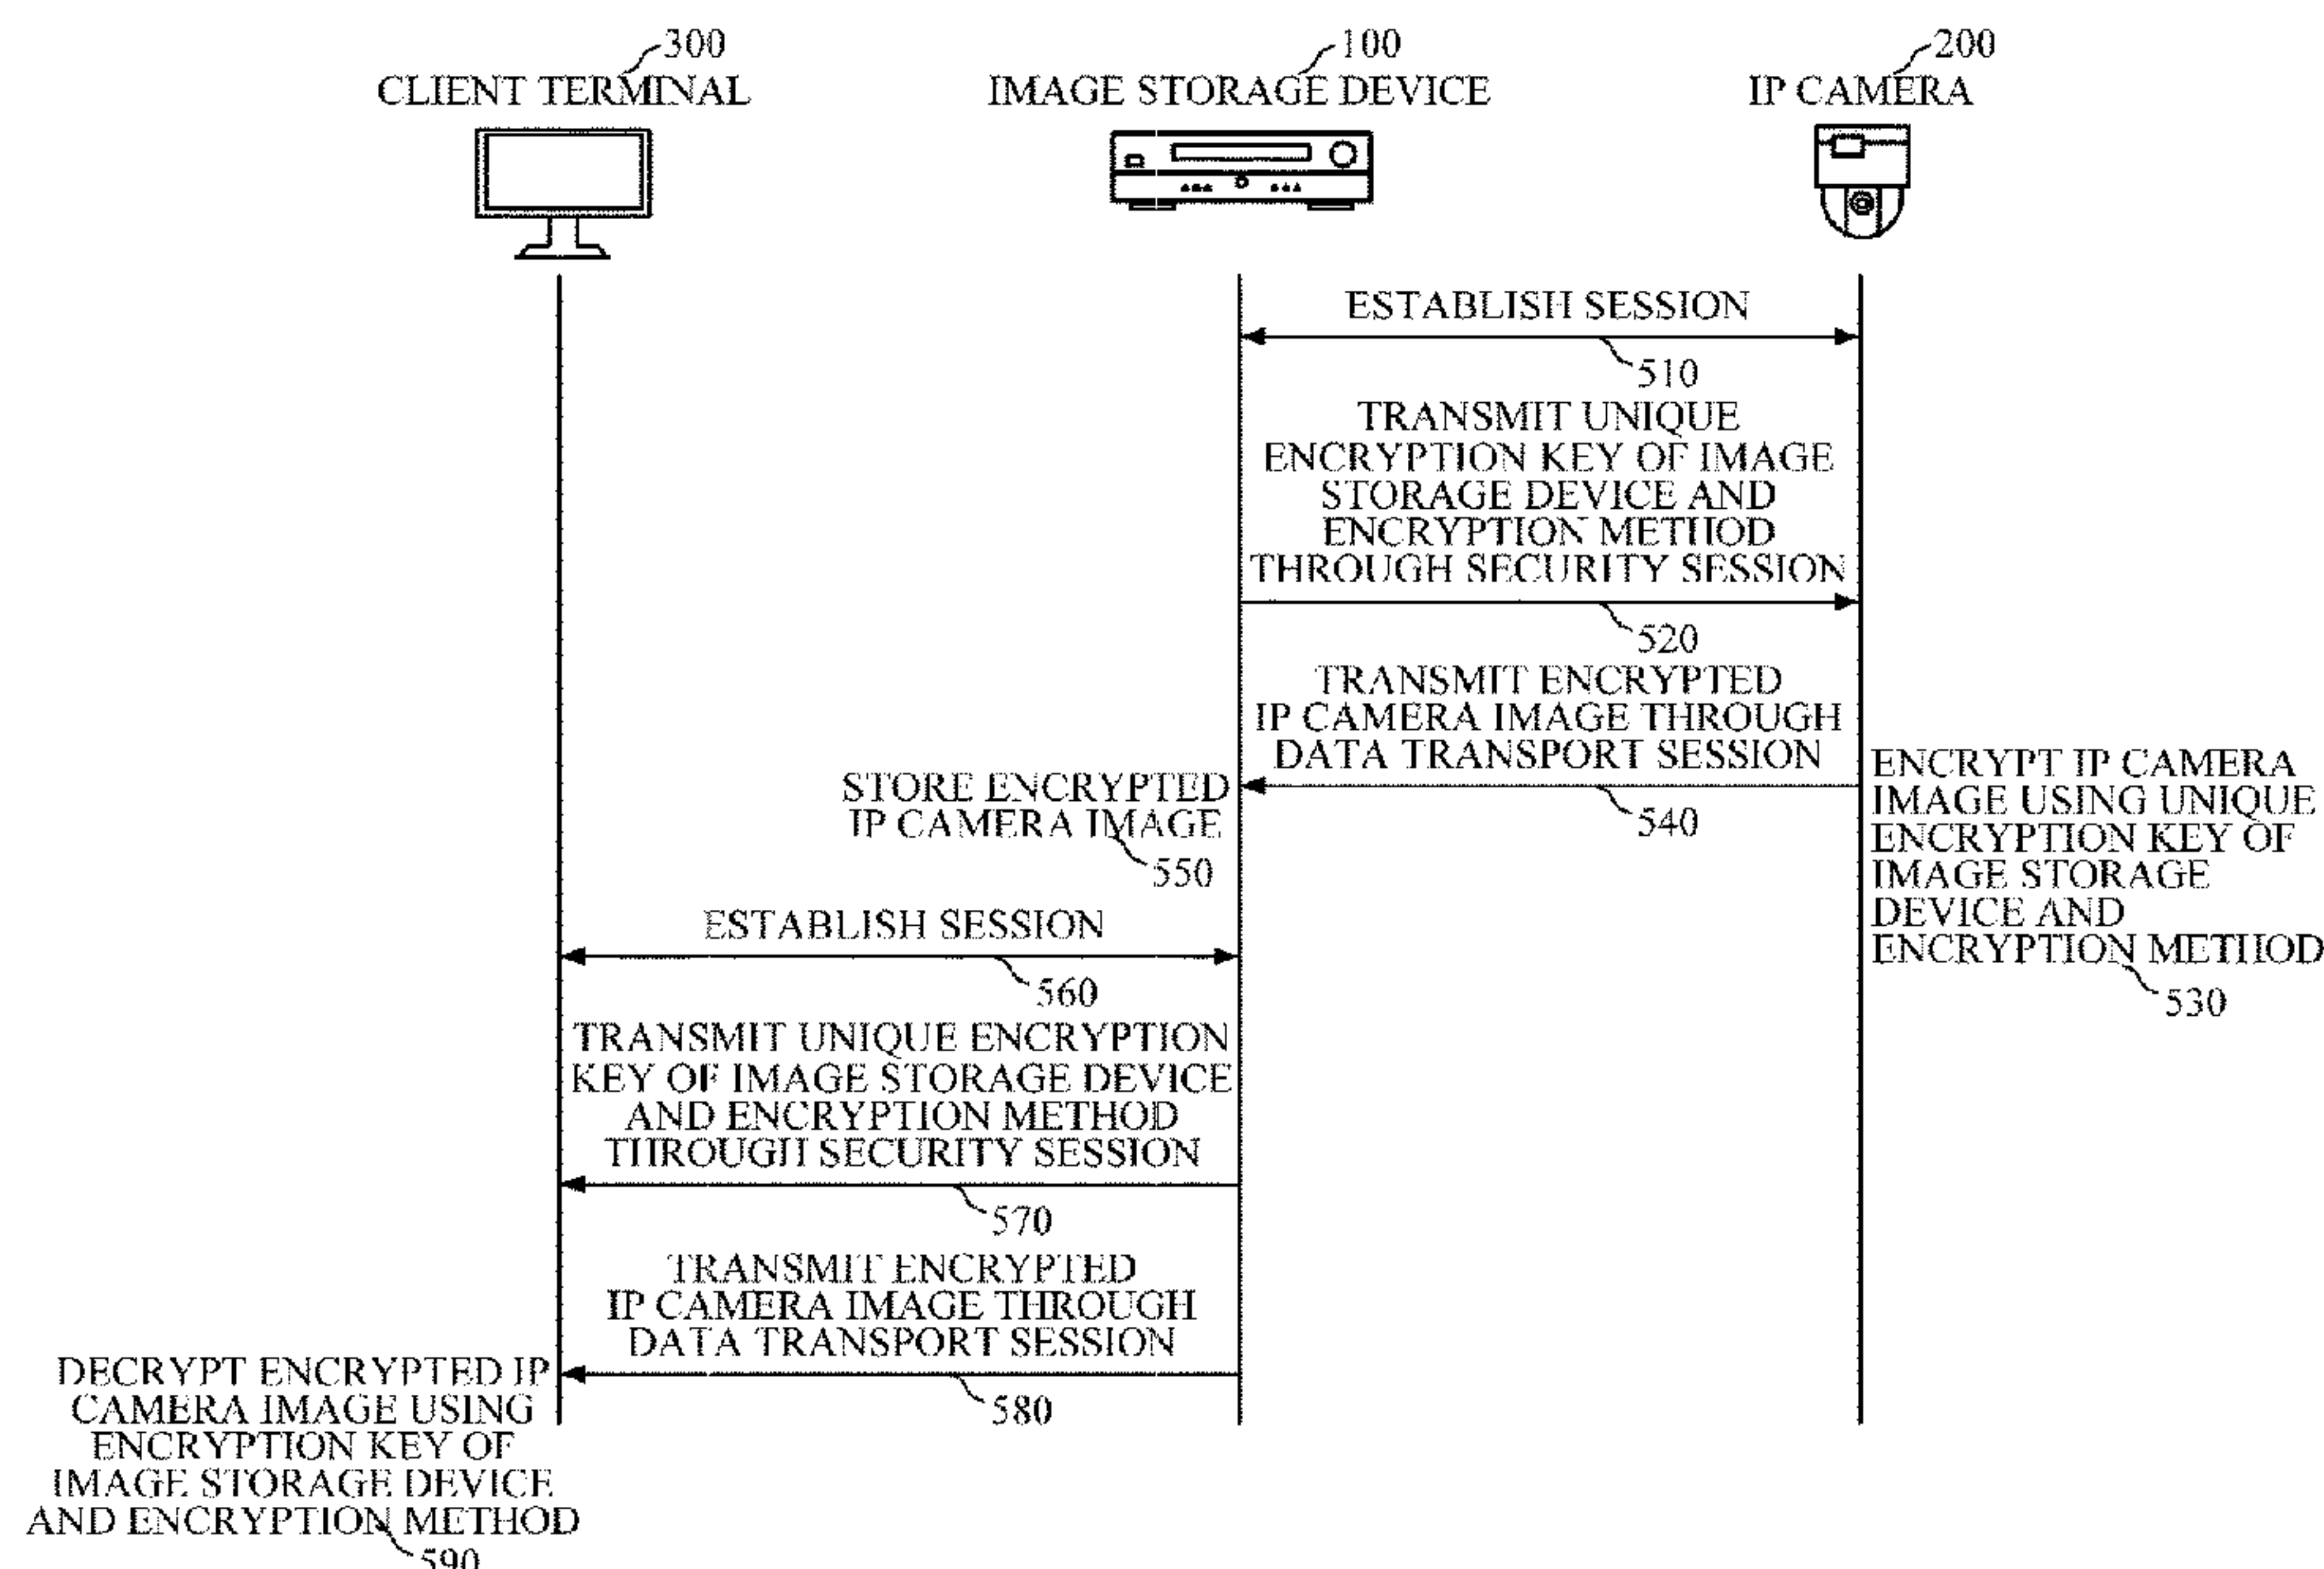 300
CLIENT TERMINAL
100
IMAGE STORAGE DEVICE
200
IP CAMERA
ESTABLISH SESSION
510
TRANSMIT UNIQUE
ENCRYPTION KEY OF IMAGE
STORAGE DEVICE AND
ENCRYPTION METHOD
THROUGH SECURITY SESSION
520
TRANSMIT ENCRYPTED
IP CAMERA IMAGE THROUGH
DATA TRANSPORT SESSION
540
ENCRYPT IP CAMERA
IMAGE USING UNIQUE
ENCRYPTION KEY OF
IMAGE STORAGE
DEVICE AND
ENCRYPTION METHOD
530
STORE ENCRYPTED
IP CAMERA IMAGE
550
ESTABLISH SESSION
560
TRANSMIT UNIQUE ENCRYPTION
KEY OF IMAGE STORAGE DEVICE
AND ENCRYPTION METHOD
THROUGH SECURITY SESSION
570
TRANSMIT ENCRYPTED
IP CAMERA IMAGE THROUGH
DATA TRANSPORT SESSION
580
DECRYPT ENCRYPTED IP
CAMERA IMAGE USING
ENCRYPTION KEY OF
IMAGE STORAGE DEVICE
AND ENCRYPTION METHOD
590